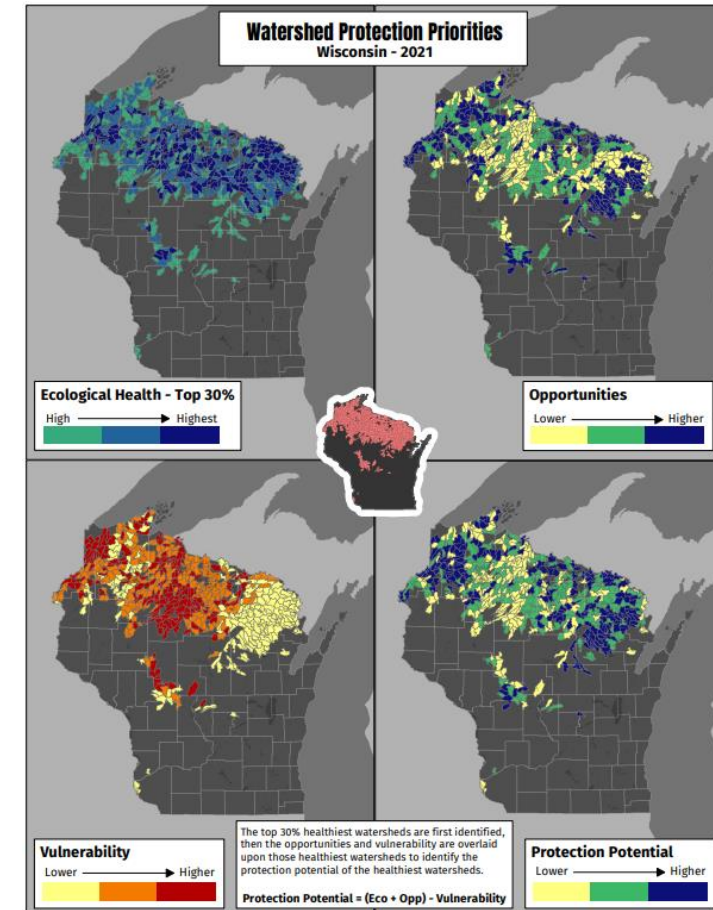 Watershed Protection Priorities
Wisconsin - 2021
Ecological Health - Top 30%
High Highest
Opportunities
Lower Higher
Vulnerability
Lower Higher
The top 30% healthiest watersheds are first identified,
then the opportunities and vulnerability are overlaid
upon those healthiest watersheds to identify the
protection potential of the healthiest watersheds.
Protection Potential = (Eco + Opp) - Vulnerability
Protection Potential
Lower Higher